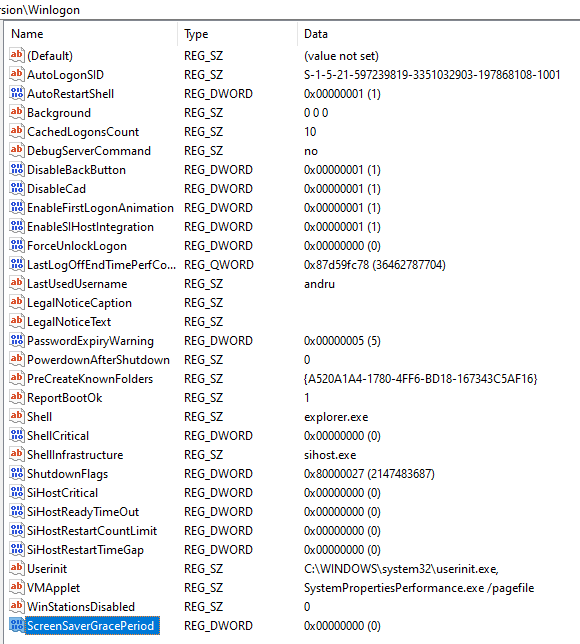 rsion\Winlogon
Name Type Data
(Default) REG_SZ (value not set)
AutoLogonSID REG_SZ S-1-5-21-597239819-3351032903-197868108-1001
AutoRestartShell REG_DWORD 0x00000001 (1)
Background REG_SZ 0 0 0
CachedLogonsCount REG_SZ 10
DebugServerCommand REG_SZ no
DisableBackButton REG_DWORD 0x00000001 (1)
DisableCad REG_DWORD 0x00000001 (1)
EnableFirstLogonAnimation REG_DWORD 0x00000001 (1)
EnableSIHostIntegration REG_DWORD 0x00000001 (1)
ForceUnlockLogon REG_DWORD 0x00000000 (0)
LastLogOffEndTimePerfCo... REG_QWORD 0x87d59fc78 (36462787704)
LastUsedUsername REG_SZ andru
LegalNoticeCaption REG_SZ
LegalNoticeText REG_SZ
PasswordExpiryWarning REG_DWORD 0x00000005 (5)
PowerdownAfterShutdown REG_SZ 0
PreCreateKnownFolders REG_SZ {A520A1A4-1780-4FF6-BD18-167343C5AF16}
ReportBootOk REG_SZ 1
Shell REG_SZ explorer.exe
ShellCritical REG_DWORD 0x00000000 (0)
ShellInfrastructure REG_SZ sihost.exe
ShutdownFlags REG_DWORD 0x80000027 (2147483687)
SiHostCritical REG_DWORD 0x00000000 (0)
SiHostReadyTimeOut REG_DWORD 0x00000000 (0)
SiHostRestartCountLimit REG_DWORD 0x00000000 (0)
SiHostRestartTimeGap REG_DWORD 0x00000000 (0)
Userinit REG_SZ C:\WINDOWS\system32\userinit.exe,
VMApplet REG_SZ SystemPropertiesPerformance.exe /pagefile
WinStationsDisabled REG_SZ 0
ScreenSaverGracePeriod REG_DWORD 0x00000000 (0)